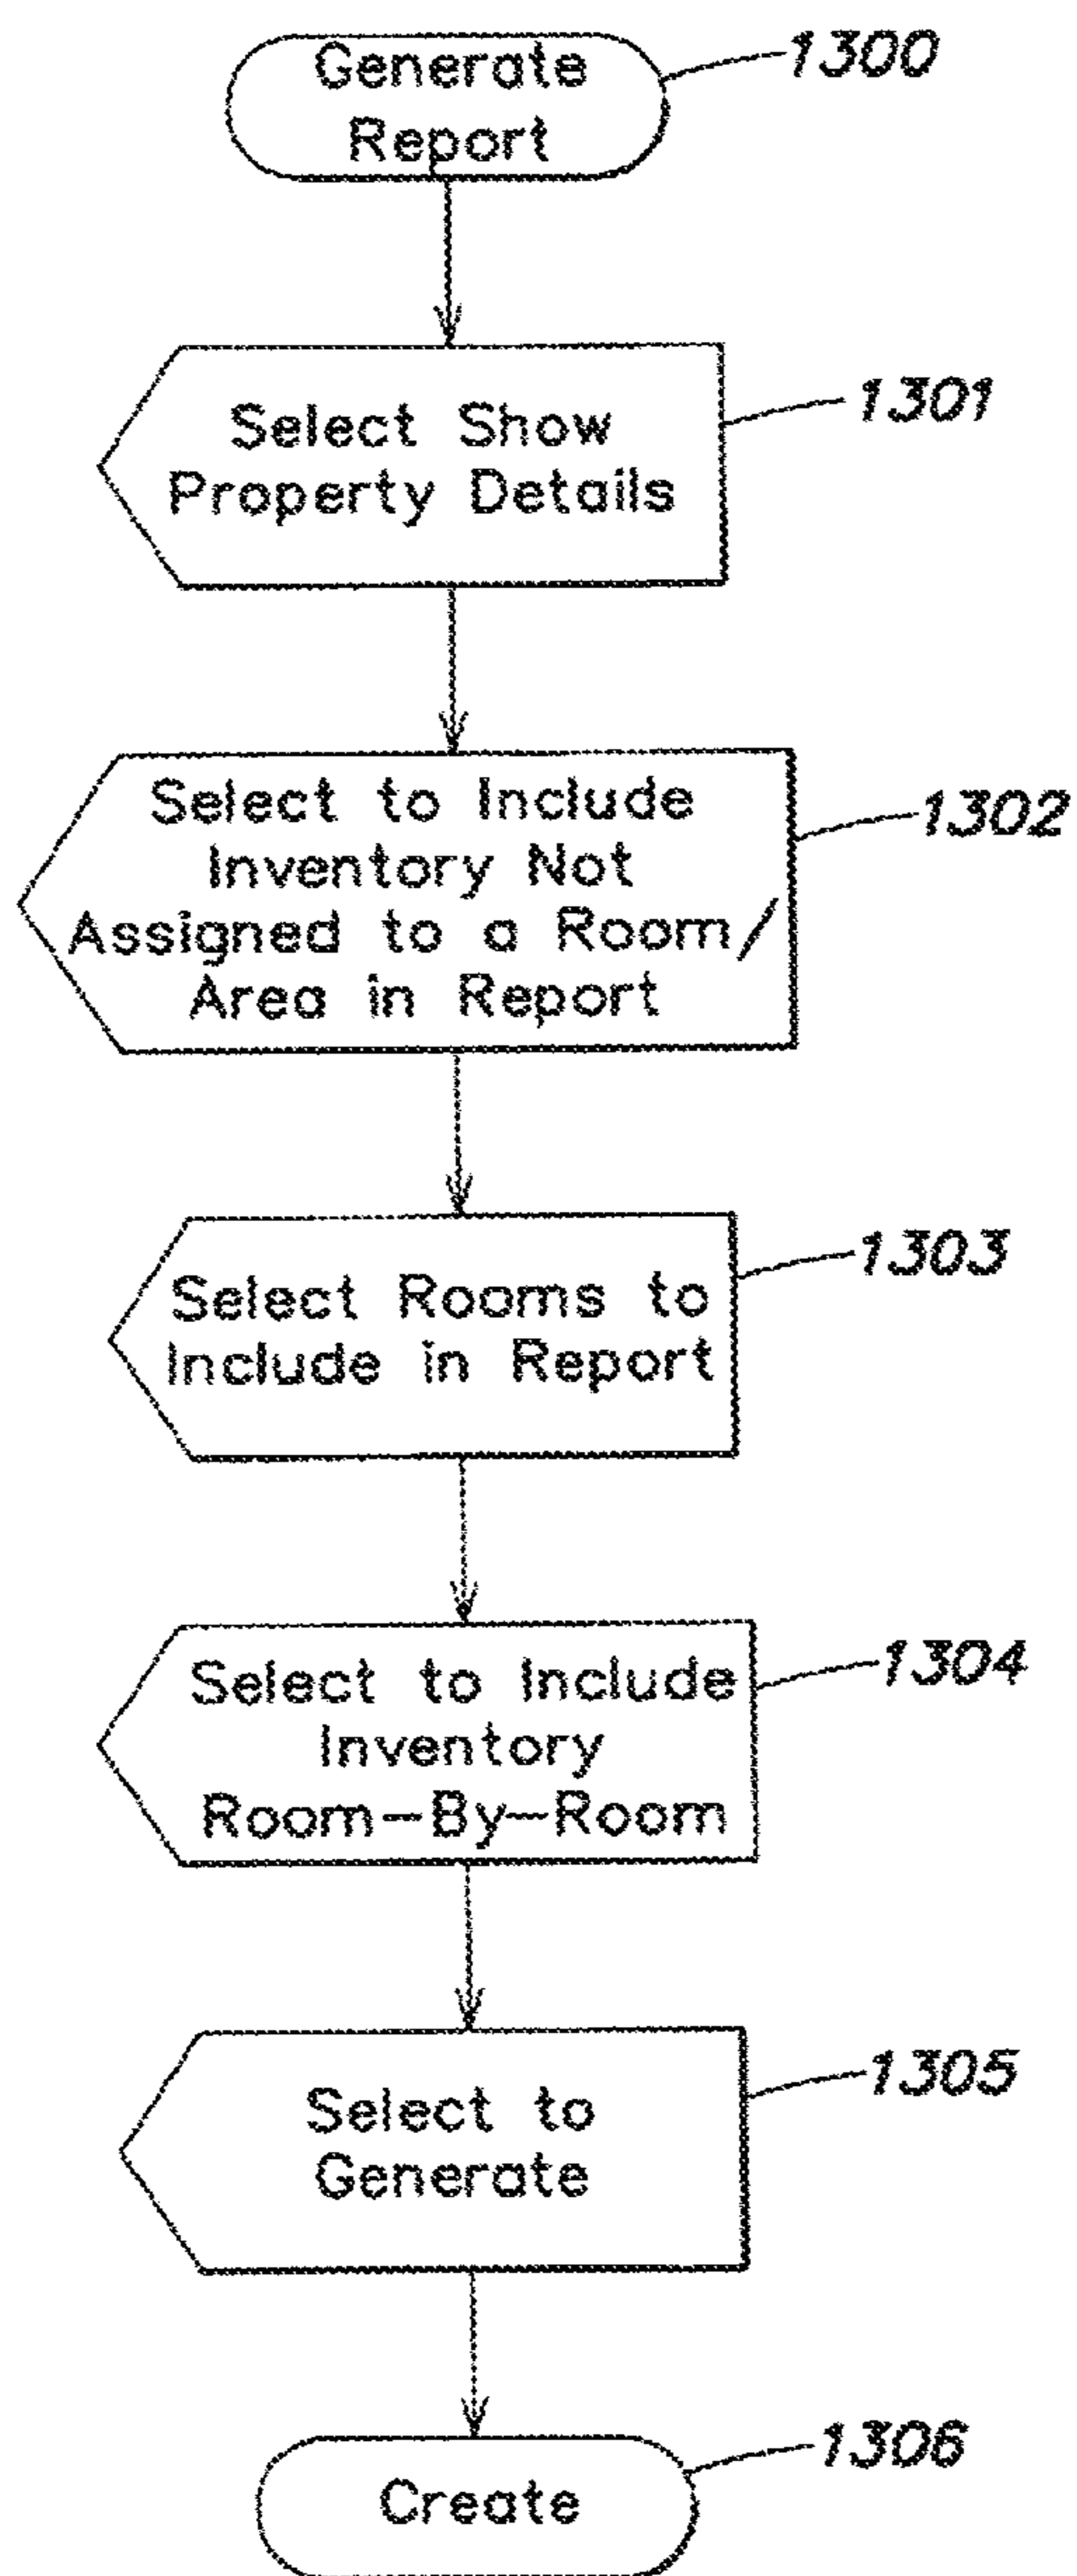 Generate
Report
1300
Select Show
Property Details
1301
Select to Include
Inventory Not
Assigned to a Room/
Area in Report
1302
Select Rooms to
Include in Report
1303
Select to Include
Inventory
Room-By-Room
1304
Select to
Generate
1305
Create
1306